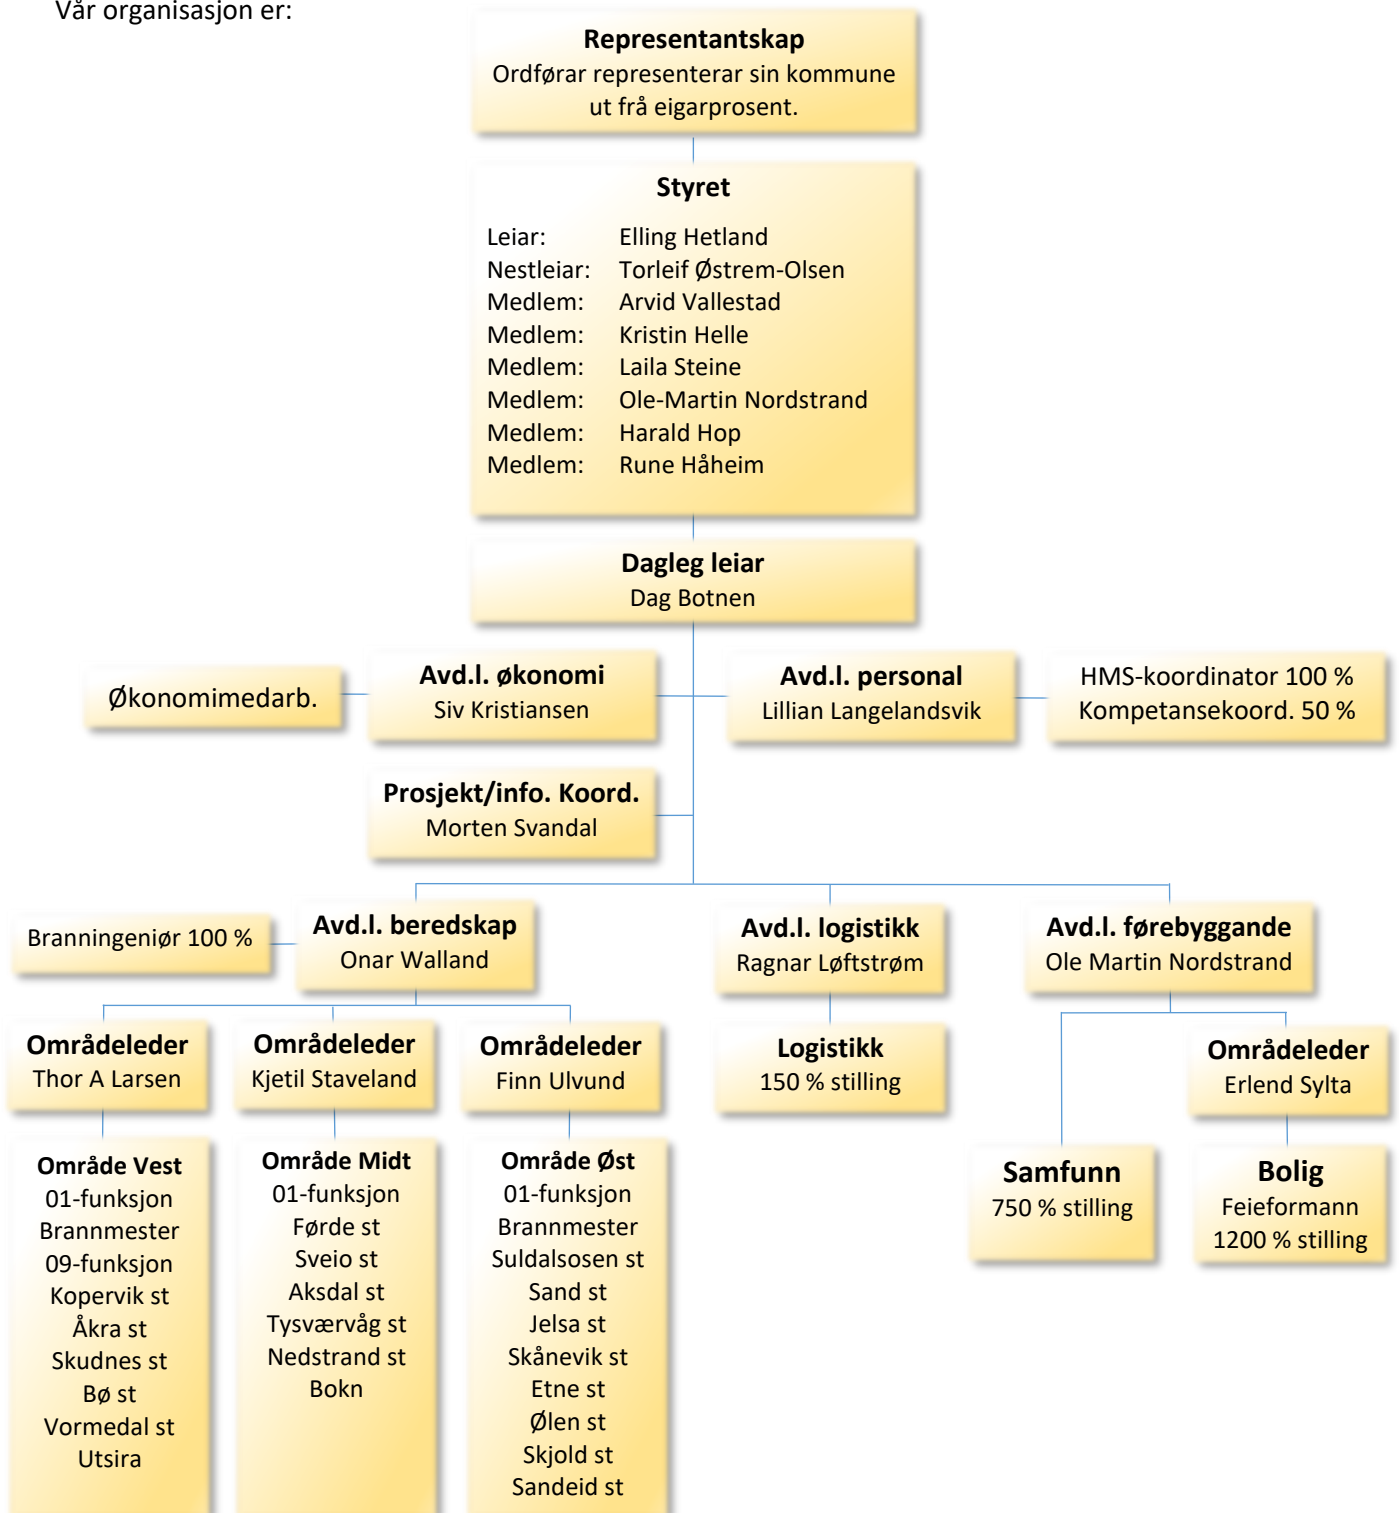 Vår organisasjon er:
Representantskap
Ordførar representerar sin kommune
ut frå eigarprosent.
Styret
Leiar: Elling Hetland
Nestleiar: Torleif Østrem-Olsen
Medlem: Arvid Vallestad
Medlem: Kristin Helle
Medlem: Laila Steine
Medlem: Ole-Martin Nordstrand
Medlem: Harald Hop
Medlem: Rune Håheim
Dagleg leiar
Dag Botnen
Økonomimedarb.
Avd.l. økonomi
Siv Kristiansen
Avd.l. personal
Lillian Langelandsvik
HMS-koordinator 100 %
Kompetansekoord. 50 %
Prosjekt/info. Koord.
Morten Svandal
Branningeniør 100 %
Avd.l. beredskap
Onar Walland
Avd.l. logistikk
Ragnar Løftstrøm
Avd.l. førebyggande
Ole Martin Nordstrand
Områdeleder
Thor A Larsen
Områdeleder
Kjetil Staveland
Områdeleder
Finn Ulvund
Logistikk
150 % stilling
Områdeleder
Erlend Sylta
Område Vest
01-funksjon
Brannmester
09-funksjon
Kopervik st
Åkra st
Skudnes st
Bø st
Vormedal st
Utsira
Område Midt
01-funksjon
Førde st
Sveio st
Aksdal st
Tysværvåg st
Nedstrand st
Bokn
Område Øst
01-funksjon
Brannmester
Suldalsosen st
Sand st
Jelsa st
Skånevik st
Etne st
Ølen st
Skjold st
Sandeid st
Samfunn
750 % stilling
Bolig
Feieformann
1200 % stilling